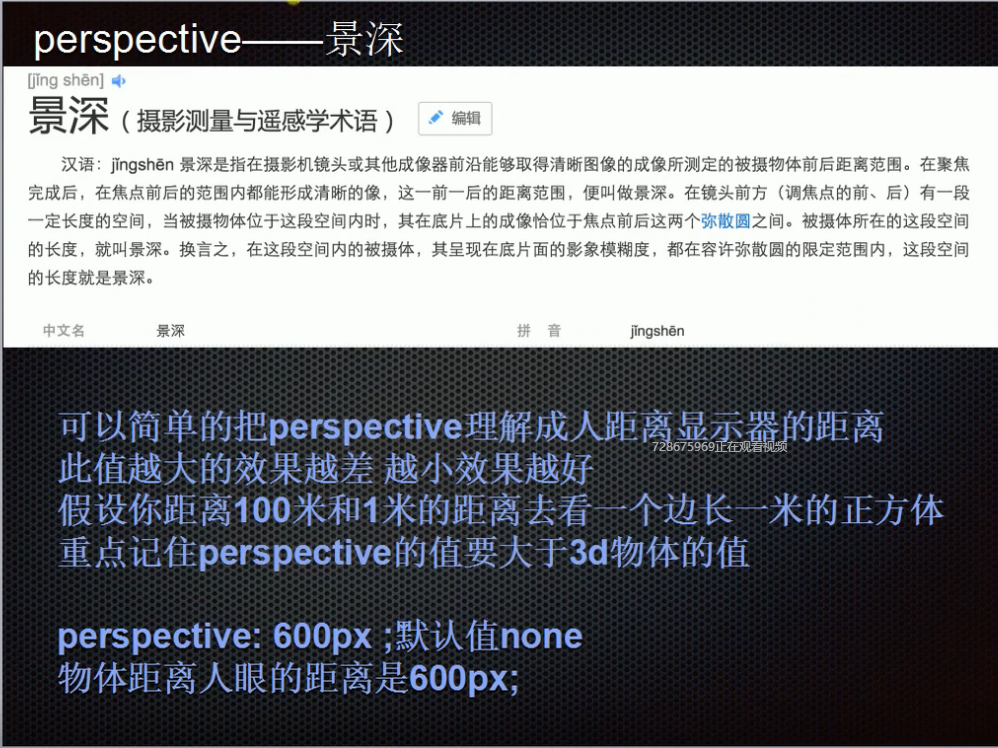 perspective——景深
[jǐng shēn]
景深（摄影测量与遥感学术语） 编辑
汉语：jǐngshēn 景深是指在摄影机镜头或其他成像器前沿能够取得清晰图像的成像所测定的被摄物体前后距离范围。在聚焦
完成后，在焦点前后的范围内都能形成清晰的像，这一前一后的距离范围，便叫做景深。在镜头前方（调焦点的前、后）有一段
一定长度的空间，当被摄物体位于这段空间内时，其在底片上的成像恰位于焦点前后这两个弥散圆之间。被摄体所在的这段空间
的长度，就叫景深。换言之，在这段空间内的被摄体，其呈现在底片面的影象模糊度，都在容许弥散圆的限定范围内，这段空间
的长度就是景深。
中文名 景深 拼 音 jǐngshēn
可以简单的把perspective理解成人距离显示器的距离
728675969正在观看视频
此值越大的效果越差 越小效果越好
假设你距离100米和1米的距离去看一个边长一米的正方体
重点记住perspective的值要大于3d物体的值
perspective: 600px ;默认值none
物体距离人眼的距离是600px;